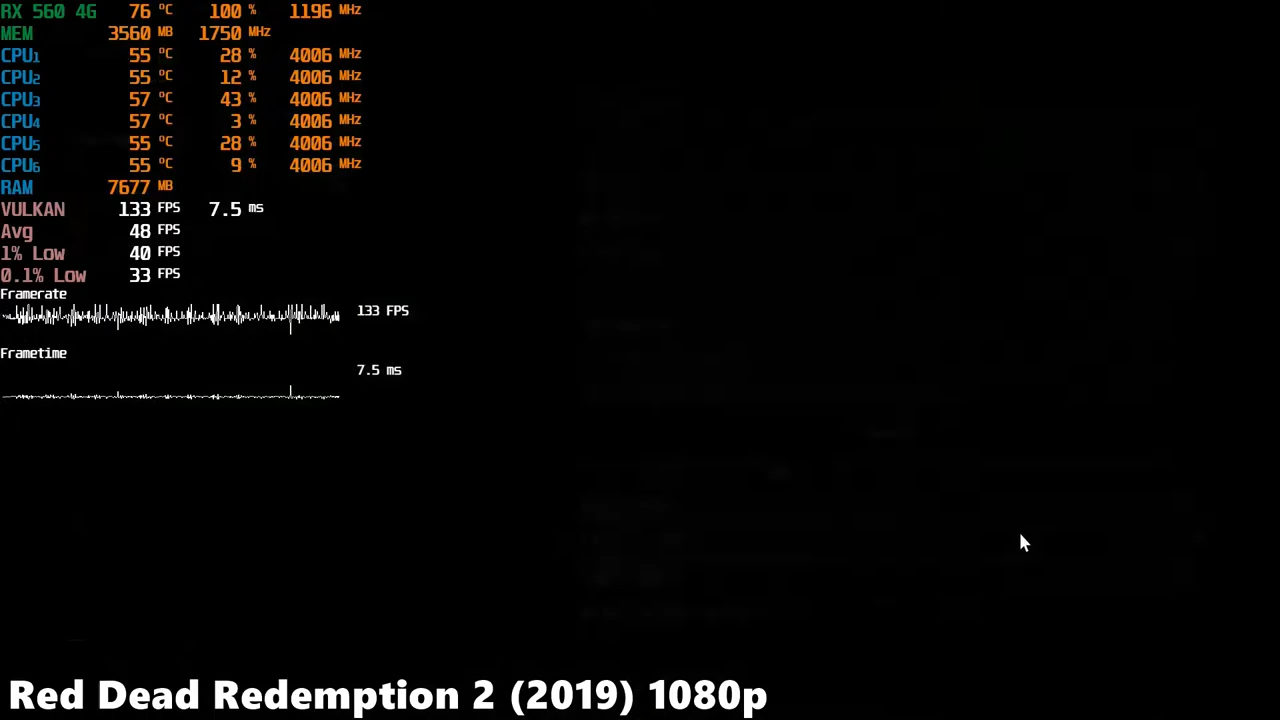 RX 560 4G 76 °C 100 % 1196 MHz
MEM 3560 MB 1750 MHz
CPU1 55 °C 28 % 4006 MHz
CPU2 55 °C 12 % 4006 MHz
CPU3 57 °C 43 % 4006 MHz
CPU4 57 °C 3 % 4006 MHz
CPU5 55 °C 28 % 4006 MHz
CPU6 55 °C 9 % 4006 MHz
RAM 7677 MB
VULKAN 133 FPS 7.5 ms
Avg 48 FPS
1% Low 40 FPS
0.1% Low 33 FPS
Framerate
133 FPS
Frametime
7.5 ms
Red Dead Redemption 2 (2019) 1080p